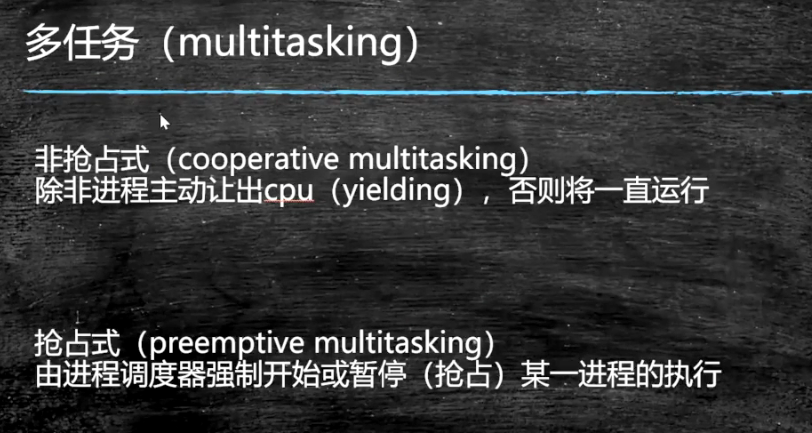 多任务（multitasking）
非抢占式（cooperative multitasking）
除非进程主动让出cpu（yielding），否则将一直运行
抢占式（preemptive multitasking）
由进程调度器强制开始或暂停（抢占）某一进程的执行